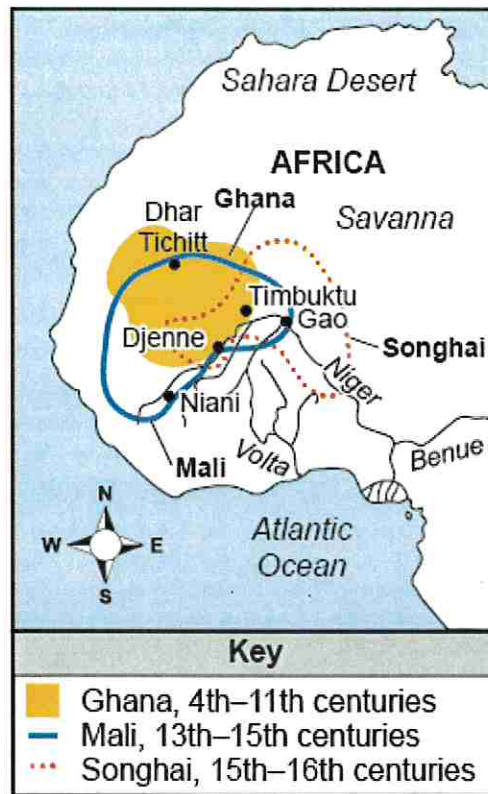 Sahara Desert
AFRICA
Ghana
Dhar
Tichitt
Savanna
Timbuktu
Gao
Djenne
Songhai
Niger
Niani
Mali
Volta
Benue
N
W
E
S
Atlantic
Ocean
Key
Ghana, 4th–11th centuries
Mali, 13th–15th centuries
Songhai, 15th–16th centuries